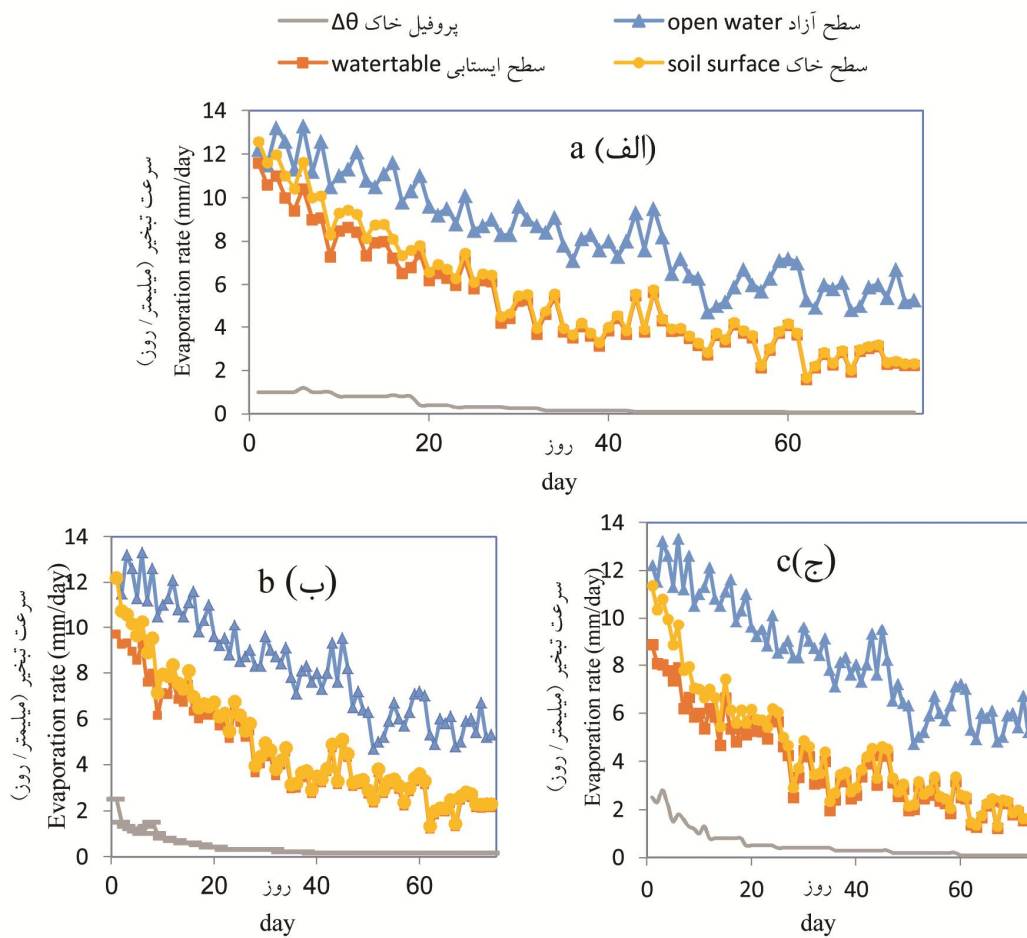 Δθ پروفیل خاک
open water سطح آزاد
watertable سطح ایستابی
soil surface سطح خاک
a (الف)
سرعت تبخیر (میلیمتر/ روز)
Evaporation rate (mm/day)
14
12
10
8
6
4
2
0
0
20
40
60
روز
day
b (ب)
سرعت تبخیر (میلیمتر/ روز)
Evaporation rate (mm/day)
14
12
10
8
6
4
2
0
0
20
40
60
روز
day
c(ج)
سرعت تبخیر (میلیمتر/ روز)
Evaporation rate (mm/day)
14
12
10
8
6
4
2
0
0
20
40
60
روز
day